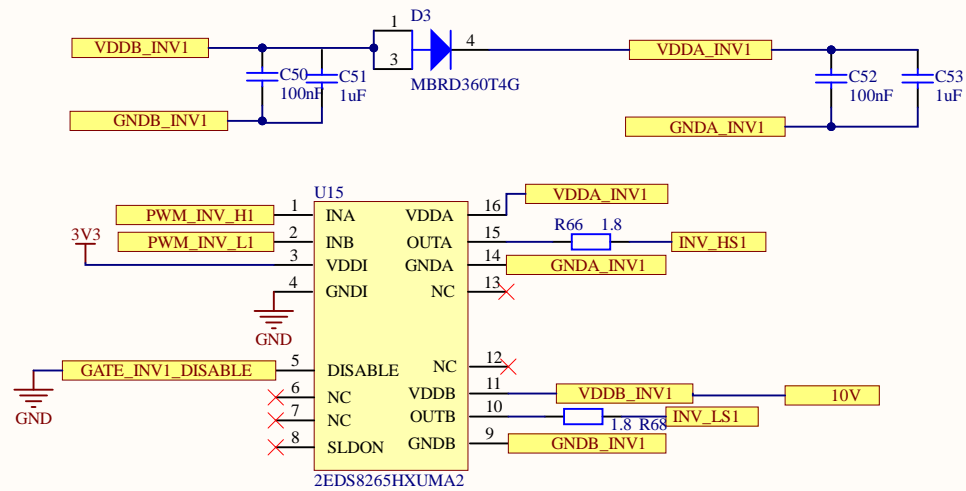 D3
1
VDDB_INV1
4
VDDA_INV1
3
C50
C51
C52
C53
100nF
1uF
MBRD360T4G
100nF
1uF
GNDB_INV1
GNDA_INV1
U15
VDDA_INV1
PWM_INV_H1
1
INA
VDDA
16
R66
1.8
3V3
PWM_INV_L1
2
INB
OUTA
15
INV_HS1
3
VDDI
GNDA
14
GNDA_INV1
4
GNDI
NC
13
GND
GATE_INV1_DISABLE
5
DISABLE
NC
12
6
NC
VDDB
11
VDDB_INV1
10V
GND
7
NC
OUTB
10
INV_LS1
1.8
R68
8
SLDON
GNDB
9
GNDB_INV1
2EDS8265HXUMA2